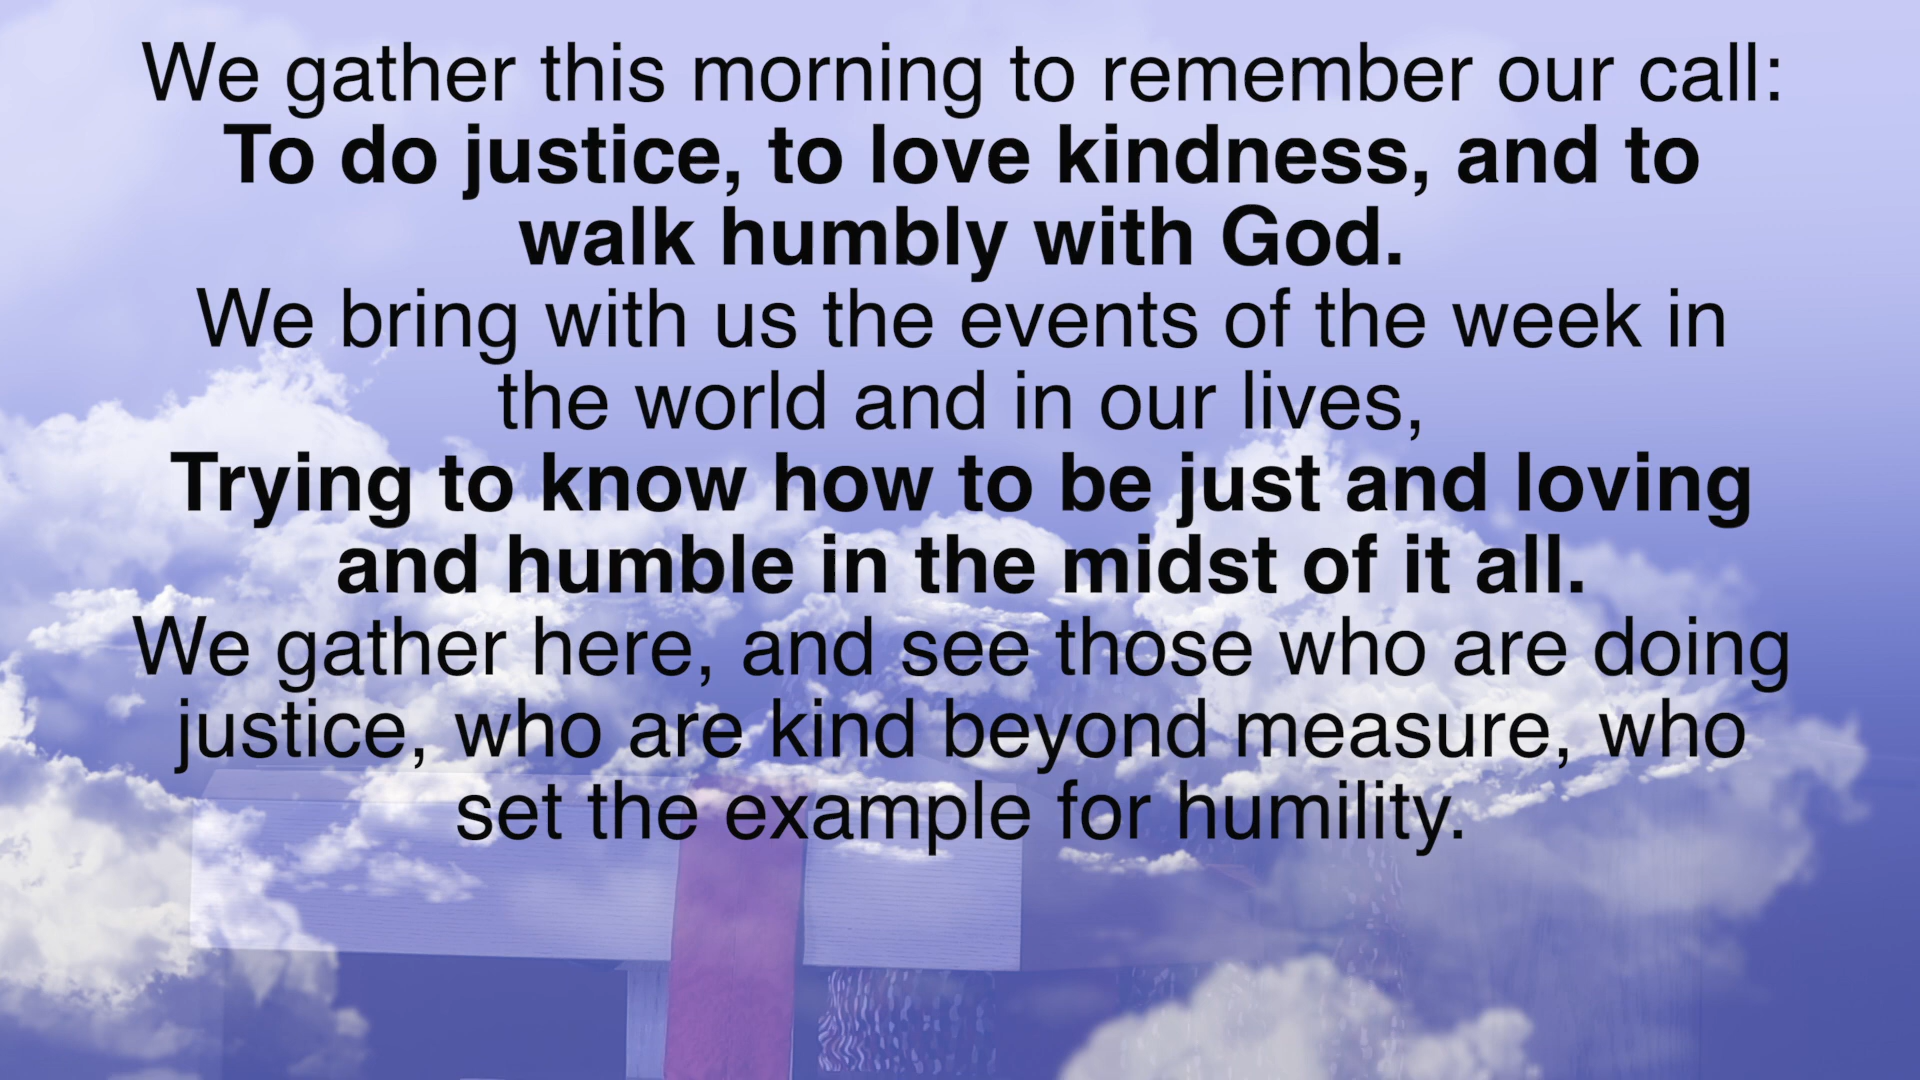 We gather this morning to remember our call:
To do justice, to love kindness, and to
walk humbly with God.
We bring with us the events of the week in
the world and in our lives,
Trying to know how to be just and loving
and humble in the midst of it all.
We gather here, and see those who are doing
justice, who are kind beyond measure, who
set the example for humility.